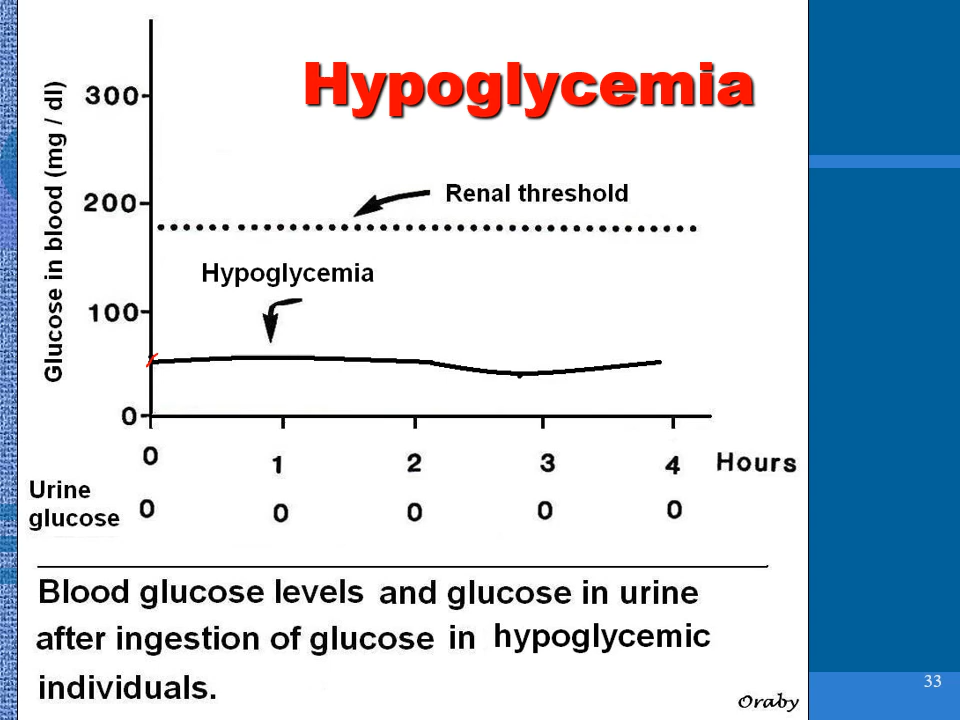 Hypoglycemia
Glucose in blood (mg / dl)
300
200
100
0
Renal threshold
Hypoglycemia
0 1 2 3 4 Hours
Urine
glucose 0 0 0 0 0
Blood glucose levels and glucose in urine
after ingestion of glucose in hypoglycemic
individuals.
Oraby
33